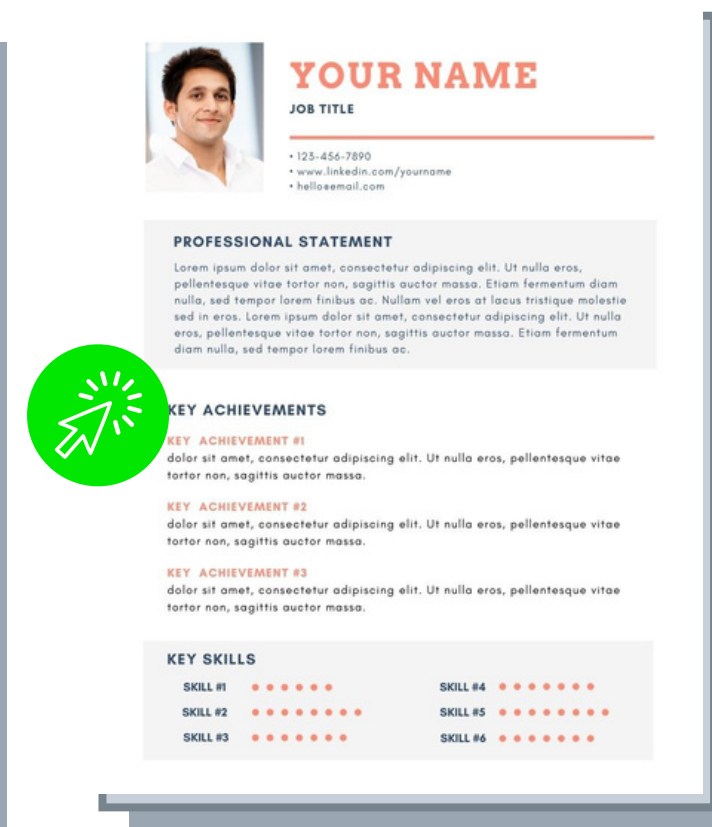 YOUR NAME
JOB TITLE
• 123-456-7890
• www.linkedin.com/yourname
• hello@email.com
PROFESSIONAL STATEMENT
Lorem ipsum dolor sit amet, consectetur adipiscing elit. Ut nulla eros,
pellentesque vitae tortor non, sagittis auctor massa. Etiam fermentum diam
nulla, sed tempor lorem finibus ac. Nullam vel eros at lacus tristique molestie
sed in eros. Lorem ipsum dolor sit amet, consectetur adipiscing elit. Ut nulla
eros, pellentesque vitae tortor non, sagittis auctor massa. Etiam fermentum
diam nulla, sed tempor lorem finibus ac.
KEY ACHIEVEMENTS
KEY ACHIEVEMENT #1
dolor sit amet, consectetur adipiscing elit. Ut nulla eros, pellentesque vitae
tortor non, sagittis auctor massa.
KEY ACHIEVEMENT #2
dolor sit amet, consectetur adipiscing elit. Ut nulla eros, pellentesque vitae
tortor non, sagittis auctor massa.
KEY ACHIEVEMENT #3
dolor sit amet, consectetur adipiscing elit. Ut nulla eros, pellentesque vitae
tortor non, sagittis auctor massa.
KEY SKILLS
SKILL #1
SKILL #2
SKILL #3
SKILL #4
SKILL #5
SKILL #6